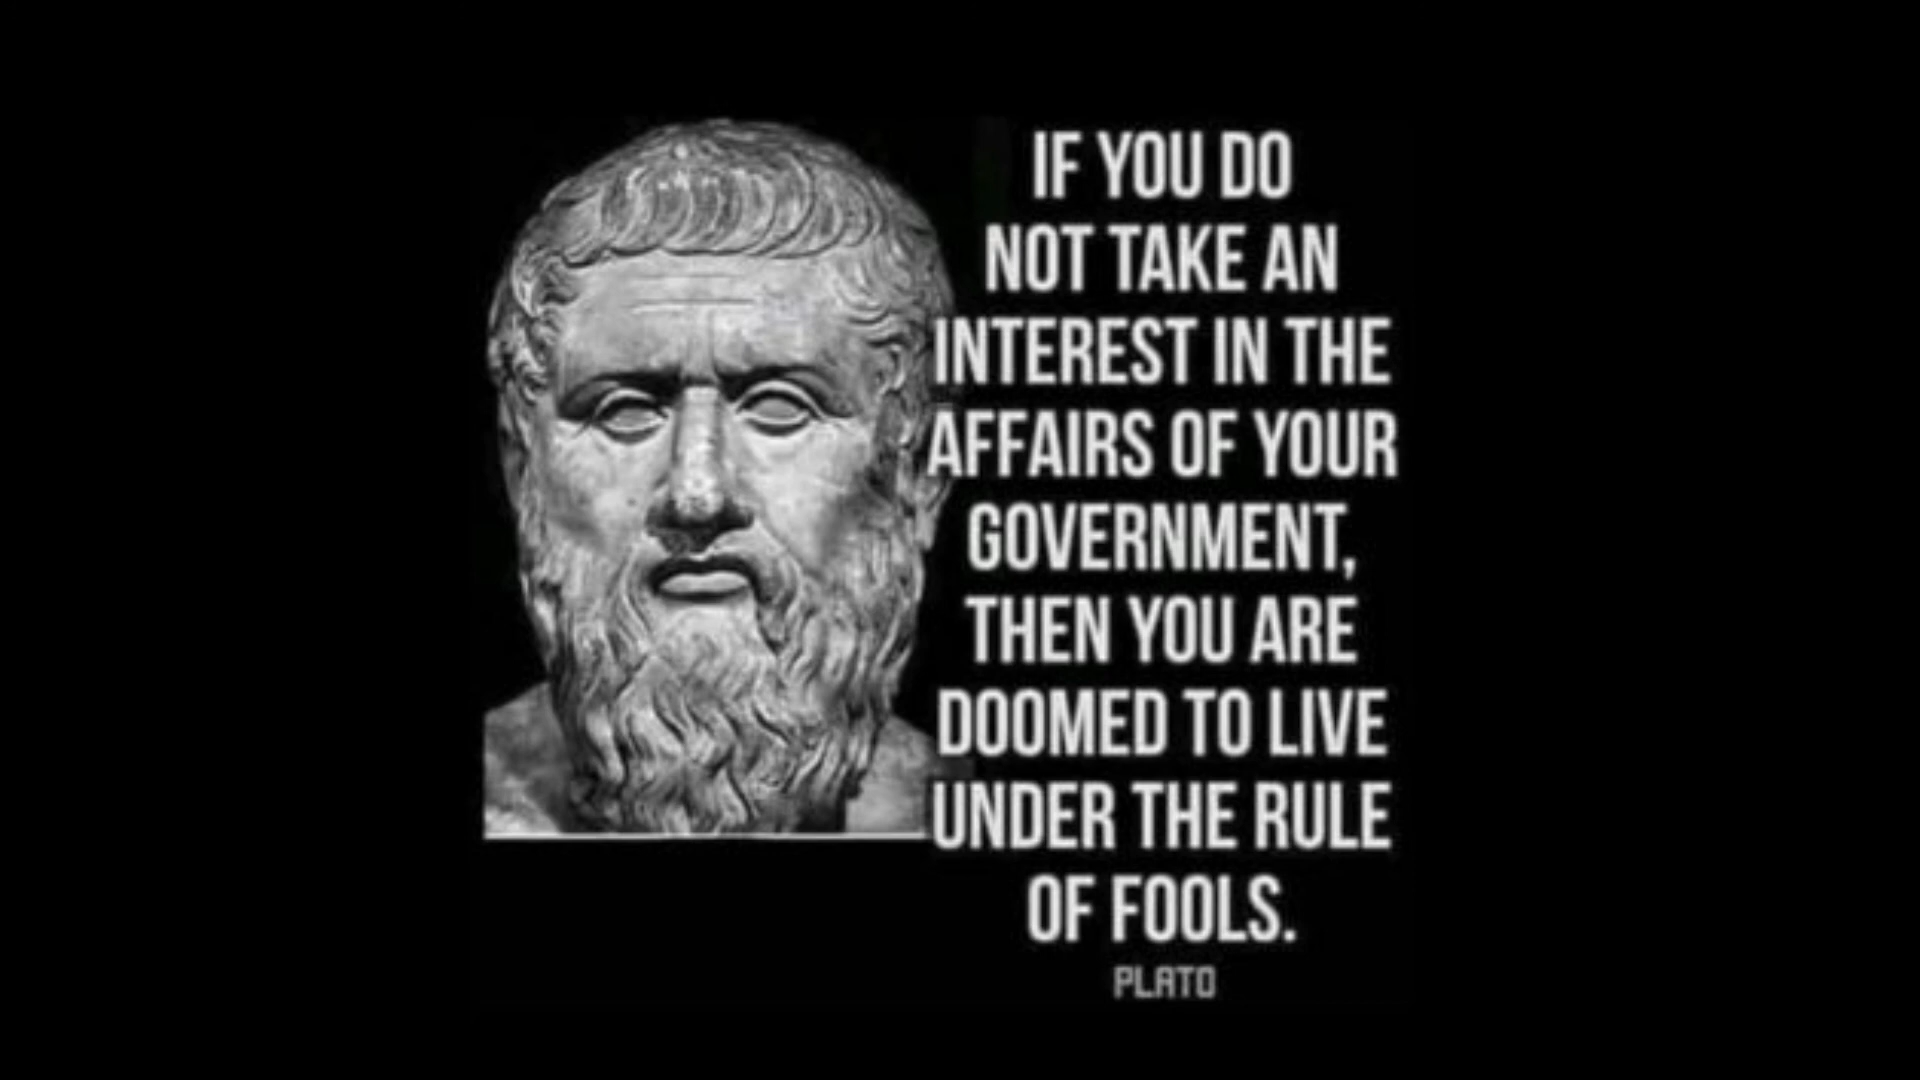 IF YOU DO
NOT TAKE AN
INTEREST IN THE
AFFAIRS OF YOUR
GOVERNMENT,
THEN YOU ARE
DOOMED TO LIVE
UNDER THE RULE
OF FOOLS.
PLATO